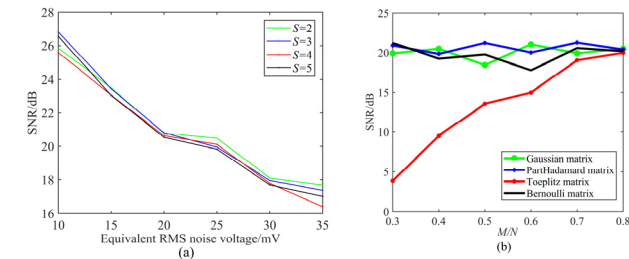 28
26
24
22
20
18
16
SNR/dB
S=2
S=3
S=4
S=5
10 15 20 25 30 35
Equivalent RMS noise voltage/mV
(a)
25
20
15
10
5
0
SNR/dB
Gaussian matrix
PartHadamard matrix
Toeplitz matrix
Bernoulli matrix
0.3 0.4 0.5 0.6 0.7 0.8
M/N
(b)